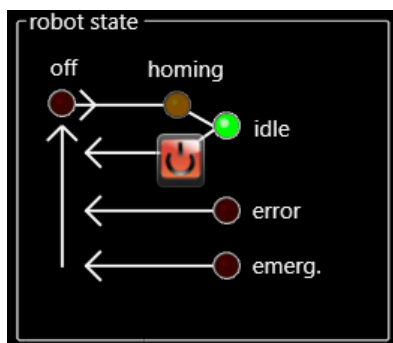 robot state
off
homing
idle
error
emerg.